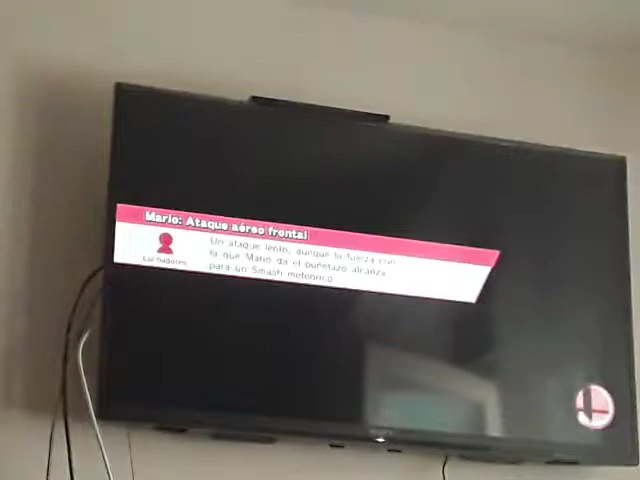 Mario: Ataque aéreo frontal
Un ataque lento, aunque la fuerza con
la que Mario da el puñetazo alcanza
para un Smash meteórico.
Luchadores